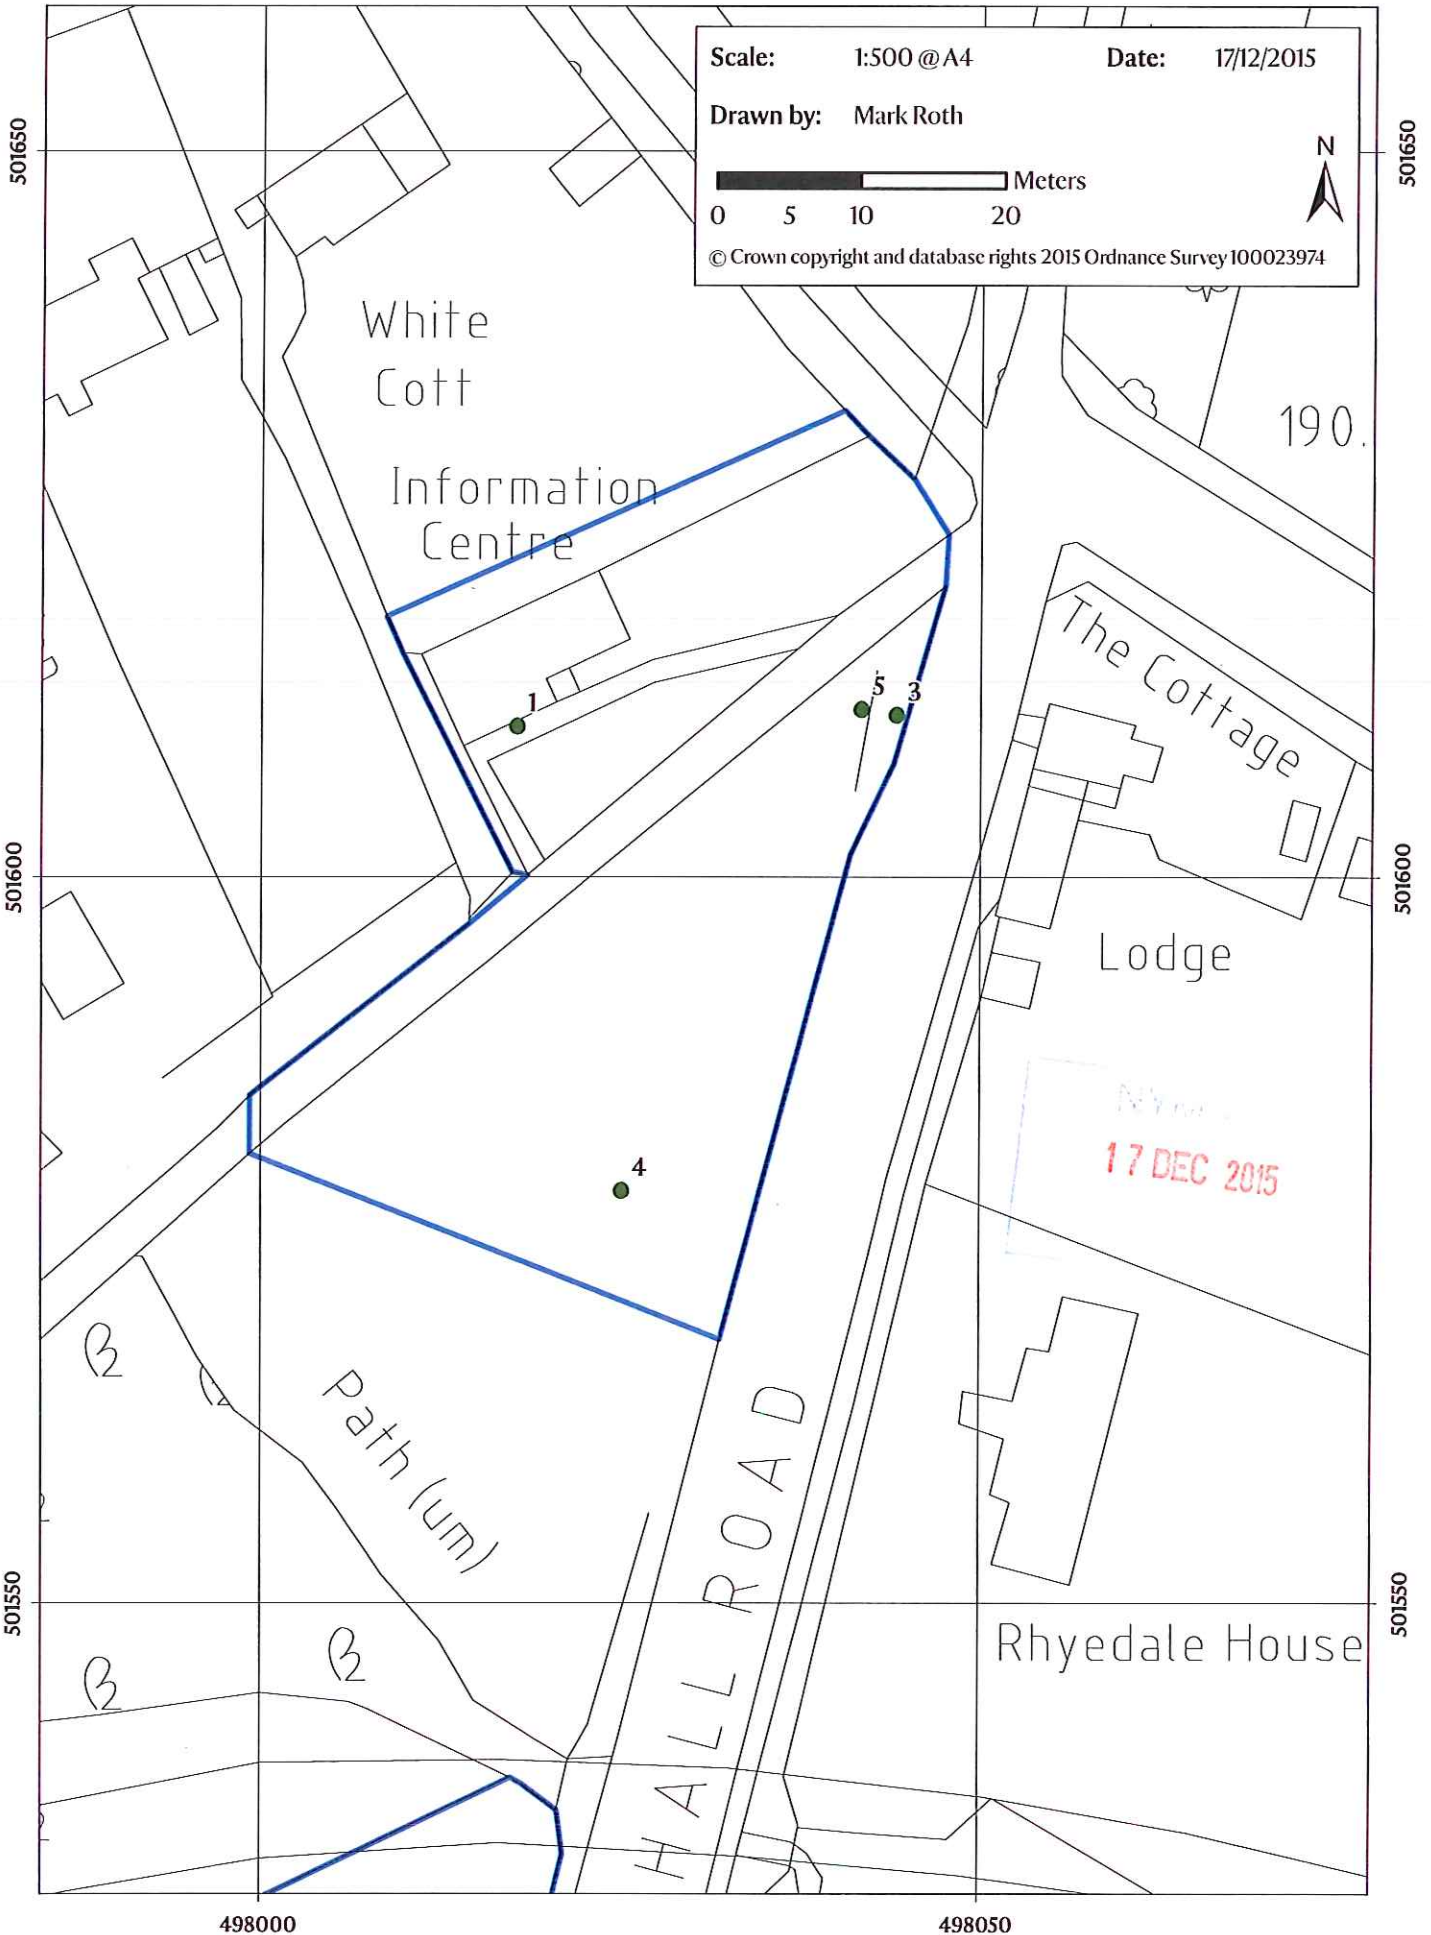 Scale: 1:500 @ A4 Date: 17/12/2015
Drawn by: Mark Roth
N
Meters
0 5 10 20
© Crown copyright and database rights 2015 Ordnance Survey 100023974
501650
501650
White
Cott
190.
Information
Centre
The Cottage
1
5
3
501600
501600
Lodge
17 DEC 2015
4
Path (um)
HALL ROAD
501550
501550
Rhyedale House
498000
498050